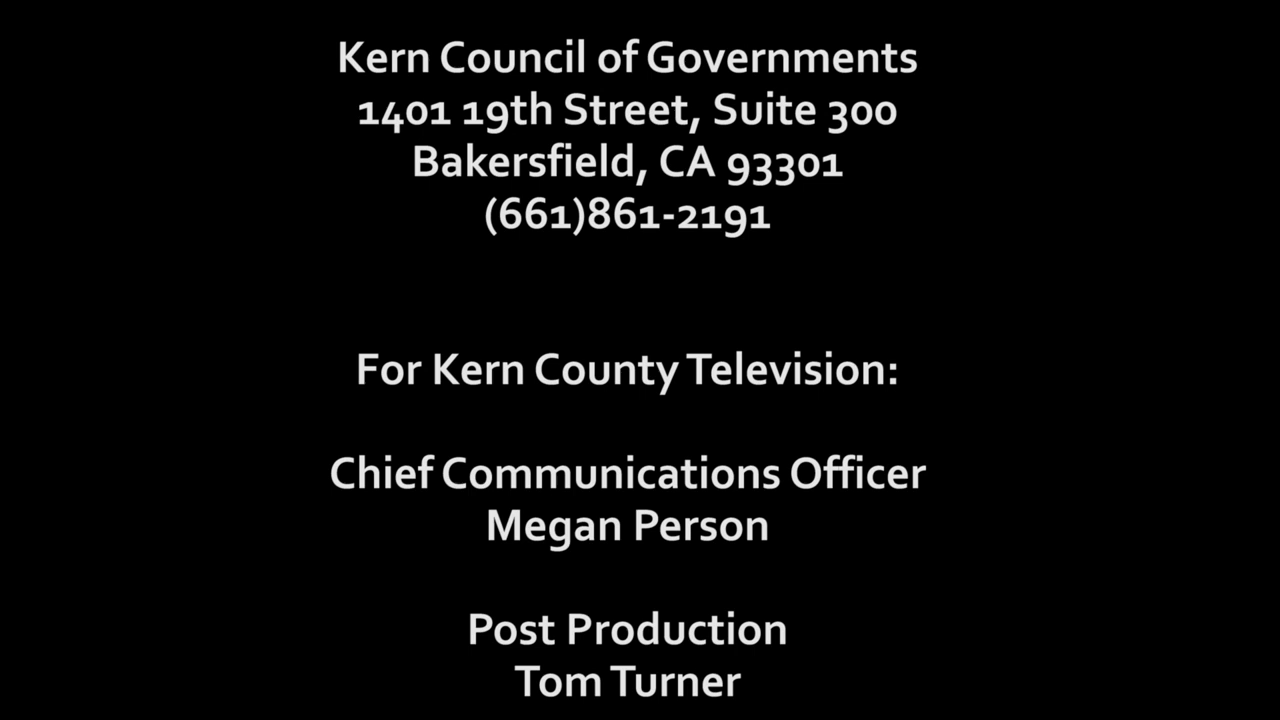 Kern Council of Governments
1401 19th Street, Suite 300
Bakersfield, CA 93301
(661)861-2191
For Kern County Television:
Chief Communications Officer
Megan Person
Post Production
Tom Turner